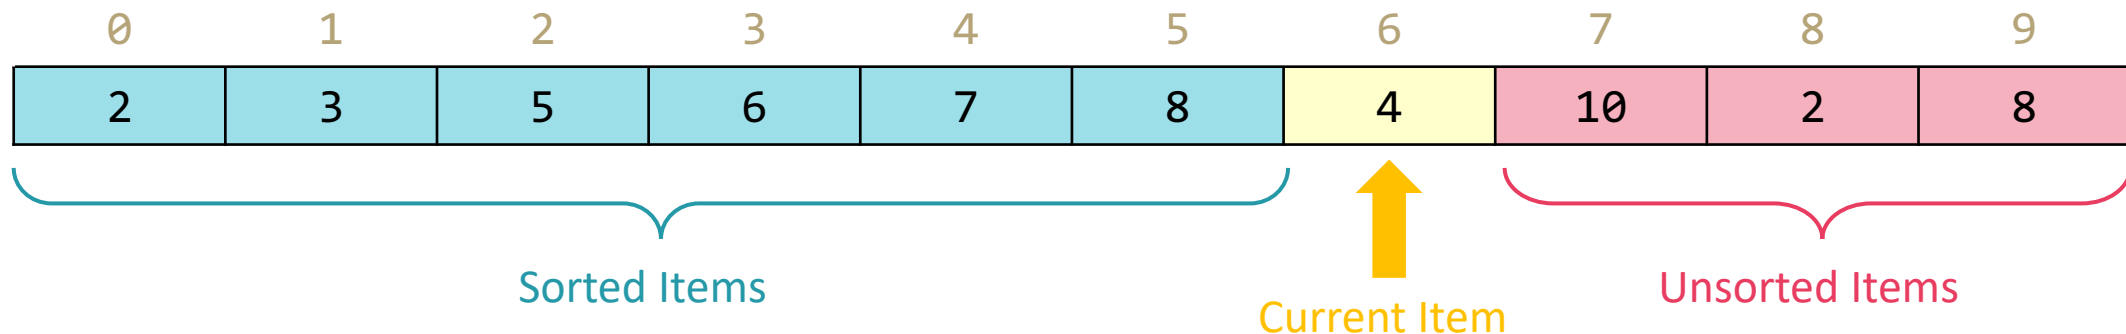 0 1 2 3 4 5 6 7 8 9
2 3 5 6 7 8 4 10 2 8
Sorted Items
Current Item
Unsorted Items